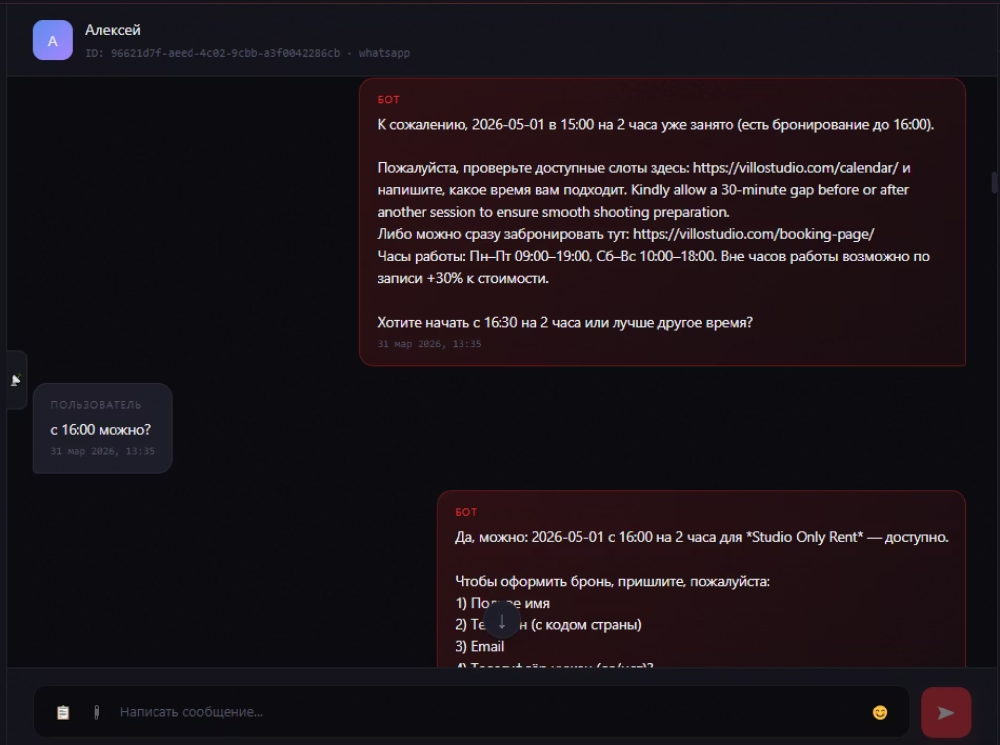 A
Алексей
ID: 96621d7f-aeed-4c02-9cbb-a3f0042286cb · whatsapp
БОТ
К сожалению, 2026-05-01 в 15:00 на 2 часа уже занято (есть бронирование до 16:00).
Пожалуйста, проверьте доступные слоты здесь: https://villostudio.com/calendar/ и
напишите, какое время вам подходит. Kindly allow a 30-minute gap before or after
another session to ensure smooth shooting preparation.
Либо можно сразу забронировать тут: https://villostudio.com/booking-page/
Часы работы: Пн–Пт 09:00–19:00, Сб–Вс 10:00–18:00. Вне часов работы возможно по
записи +30% к стоимости.
Хотите начать с 16:30 на 2 часа или лучше другое время?
31 мар 2026, 13:35
ПОЛЬЗОВАТЕЛЬ
с 16:00 можно?
31 мар 2026, 13:35
БОТ
Да, можно: 2026-05-01 с 16:00 на 2 часа для *Studio Only Rent* — доступно.
Чтобы оформить бронь, пришлите, пожалуйста:
1) Полное имя
2) (с кодом страны)
3) Email
4)
Написать сообщение...